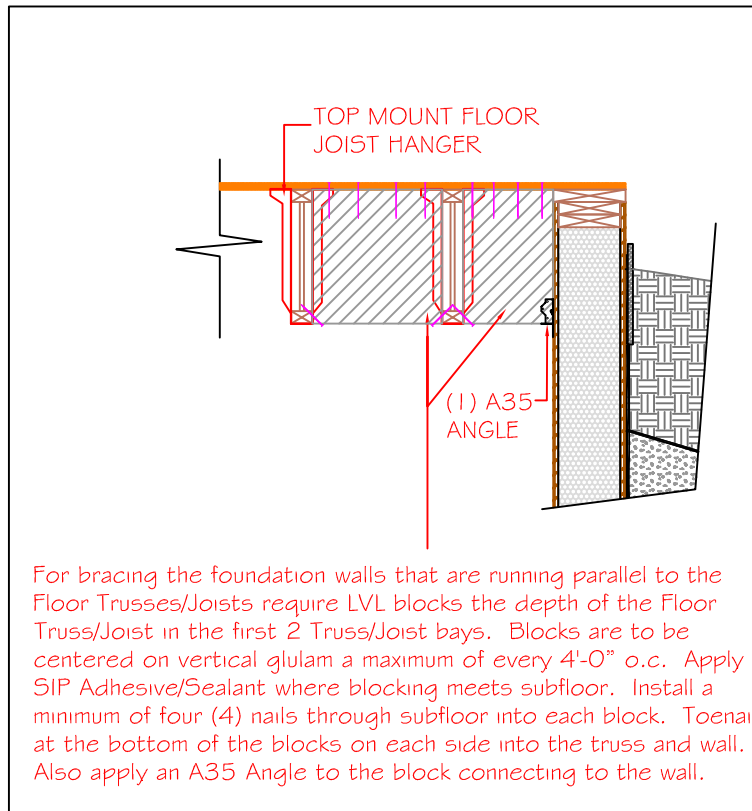 TOP MOUNT FLOOR
JOIST HANGER
(1) A35
ANGLE
For bracing the foundation walls that are running parallel to the
Floor Trusses/Joists require LVL blocks the depth of the Floor
Truss/Joist in the first 2 Truss/Joist bays. Blocks are to be
centered on vertical glulam a maximum of every 4'-0" o.c. Apply
SIP Adhesive/Sealant where blocking meets subfloor. Install a
minimum of four (4) nails through subfloor into each block. Toenai
at the bottom of the blocks on each side into the truss and wall.
Also apply an A35 Angle to the block connecting to the wall.